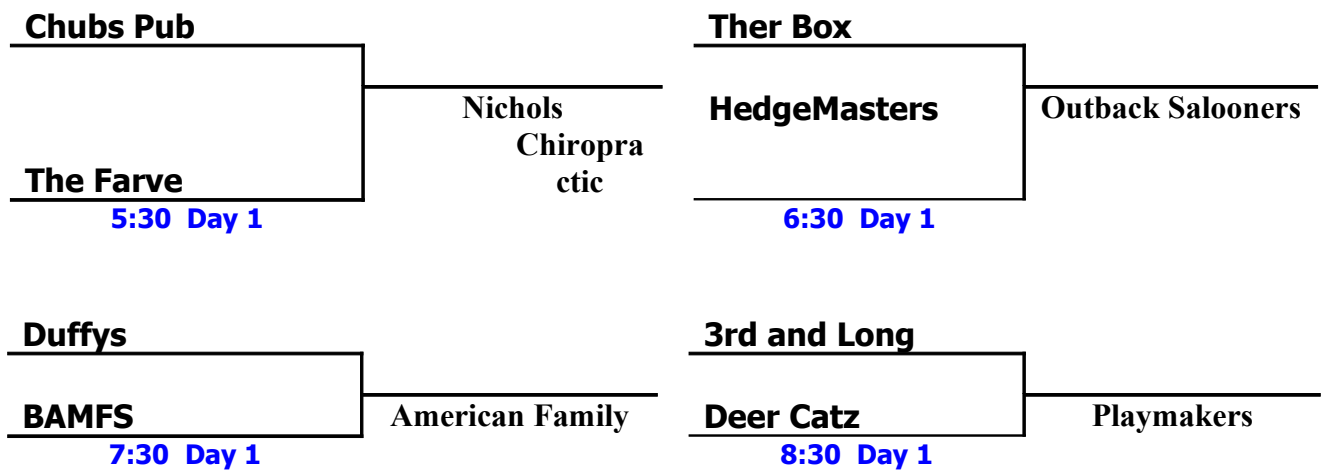 Chubs Pub
Nichols
Chiropra
ctic
The Farve
5:30 Day 1
Ther Box
HedgeMasters
Outback Salooners
6:30 Day 1
Duffys
BAMFS
American Family
7:30 Day 1
3rd and Long
Deer Catz
Playmakers
8:30 Day 1